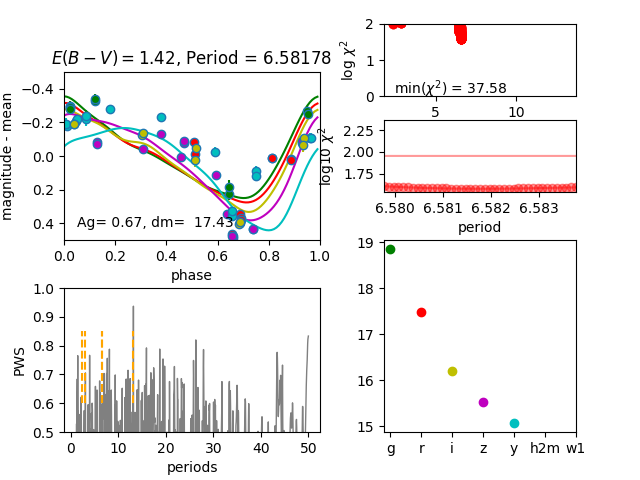 E(B − V) = 1.42, Period = 6.58178
magnitude - mean
−0.4
−0.2
0.0
0.2
0.4
Ag= 0.67, dm= 17.43
0.0 0.2 0.4 0.6 0.8 1.0
phase
log χ²
2
1
0
min(χ²) = 37.58
5 10
log10 χ²
2.25
2.00
1.75
6.580 6.581 6.582 6.583
period
PWS
1.0
0.9
0.8
0.7
0.6
0.5
0 10 20 30 40 50
periods
19
18
17
16
15
g r i z y h2m w1